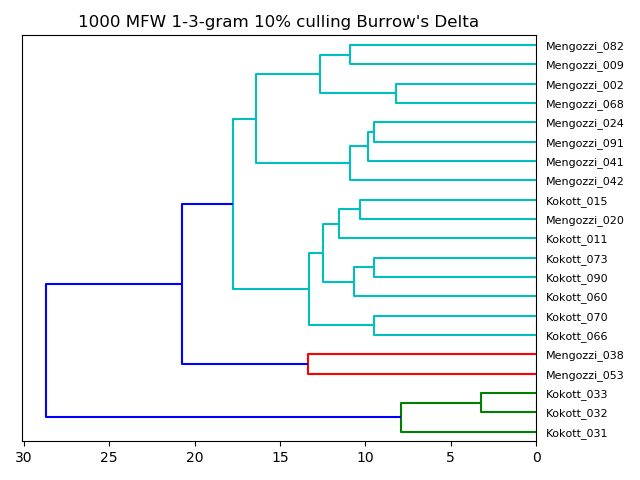 1000 MFW 1-3-gram 10% culling Burrow's Delta
Mengozzi_082
Mengozzi_009
Mengozzi_002
Mengozzi_068
Mengozzi_024
Mengozzi_091
Mengozzi_041
Mengozzi_042
Kokott_015
Mengozzi_020
Kokott_011
Kokott_073
Kokott_090
Kokott_060
Kokott_070
Kokott_066
Mengozzi_038
Mengozzi_053
Kokott_033
Kokott_032
Kokott_031
30 25 20 15 10 5 0